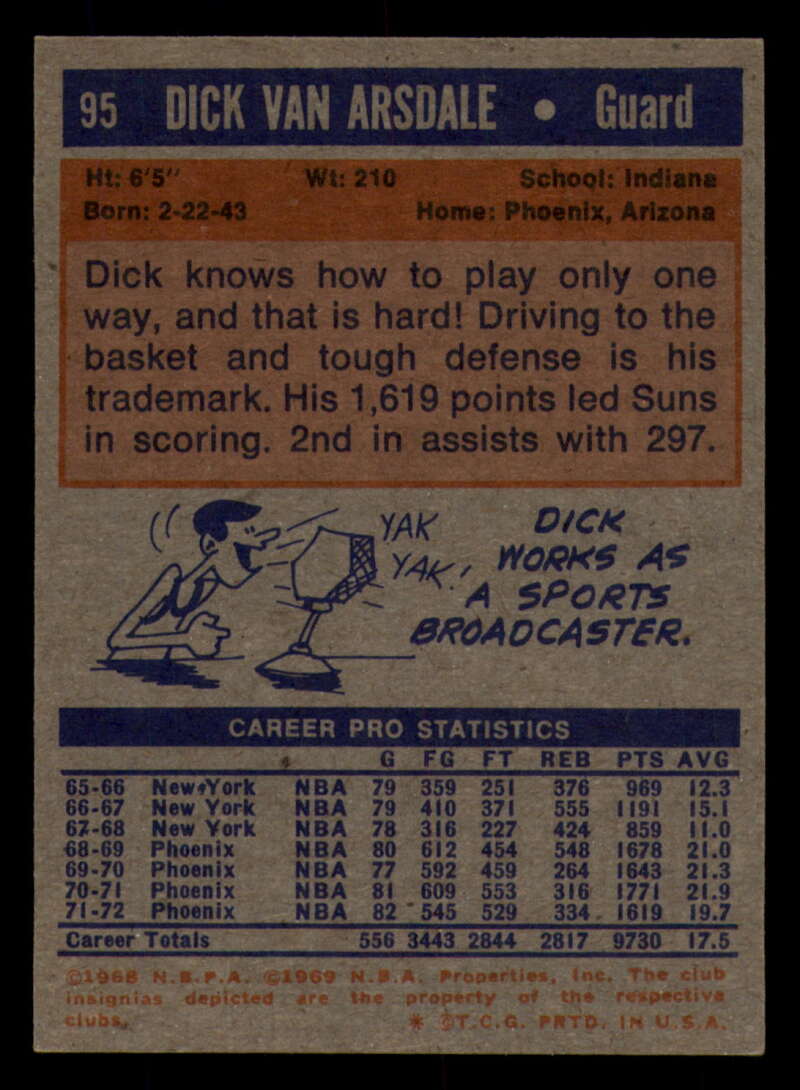 95 DICK VAN ARSDALE • Guard
Ht: 6'5" Wt: 210 School: Indiana
Born: 2-22-43 Home: Phoenix, Arizona
Dick knows how to play only one
way, and that is hard! Driving to the
basket and tough defense is his
trademark. His 1,619 points led Suns
in scoring. 2nd in assists with 297.
YAK
YAK!
DICK
WORKS AS
A SPORTS
BROADCASTER.
CAREER PRO STATISTICS
G FG FT REB PTS AVG
65-66 New York NBA 79 359 251 376 969 12.3
66-67 New York NBA 79 410 371 555 1191 15.1
67-68 New York NBA 78 316 227 424 859 11.0
68-69 Phoenix NBA 80 612 454 548 1678 21.0
69-70 Phoenix NBA 77 592 459 264 1643 21.3
70-71 Phoenix NBA 81 609 553 316 1771 21.9
71-72 Phoenix NBA 82 545 529 334 1619 19.7
Career Totals 556 3443 2844 2817 9730 17.5
©1968 N.B.P.A. ©1969 N.B.A. Properties, Inc. The club
insignias depicted are the property of the respective
clubs.
* ©T.C.G. PRTD. IN U.S.A.